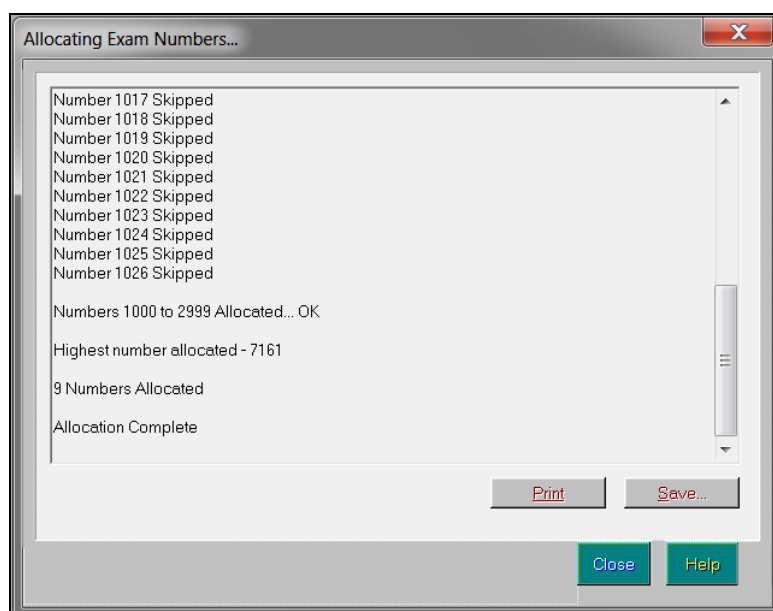 Allocating Exam Numbers...
Number 1017 Skipped
Number 1018 Skipped
Number 1019 Skipped
Number 1020 Skipped
Number 1021 Skipped
Number 1022 Skipped
Number 1023 Skipped
Number 1024 Skipped
Number 1025 Skipped
Number 1026 Skipped
Numbers 1000 to 2999 Allocated... OK
Highest number allocated - 7161
9 Numbers Allocated
Allocation Complete
Print Save...
Close Help